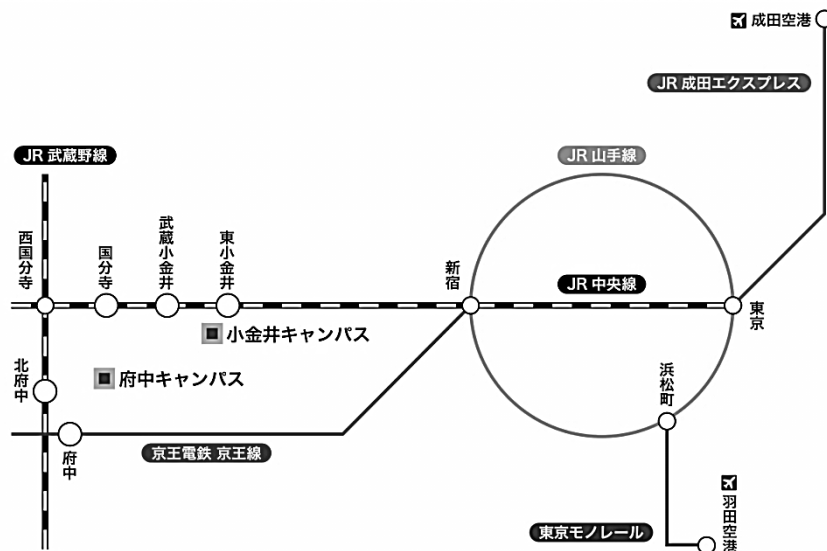 成田空港
JR 成田エクスプレス
JR 武蔵野線
JR 山手線
西国分寺
国分寺
武蔵小金井
東小金井
新宿
JR 中央線
東京
小金井キャンパス
北府中
府中キャンパス
浜松町
府中
京王電鉄 京王線
羽田空港
東京モノレール